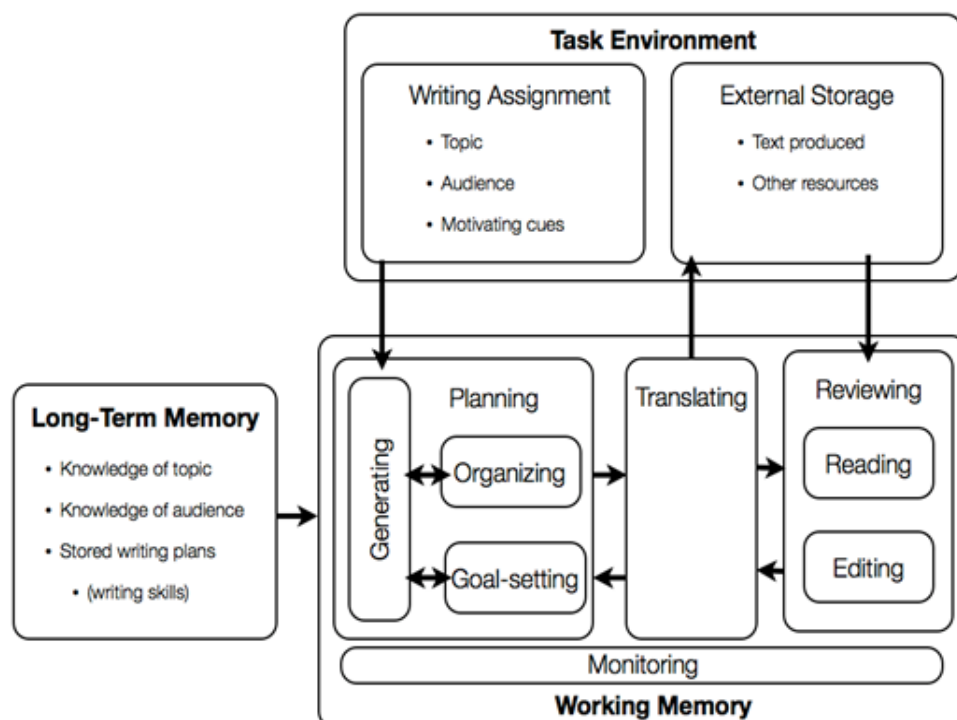 Task Environment
Writing Assignment
• Topic
• Audience
• Motivating cues
External Storage
• Text produced
• Other resources
Long-Term Memory
• Knowledge of topic
• Knowledge of audience
• Stored writing plans
• (writing skills)
Planning
Generating
Organizing
Goal-setting
Translating
Reviewing
Reading
Editing
Monitoring
Working Memory